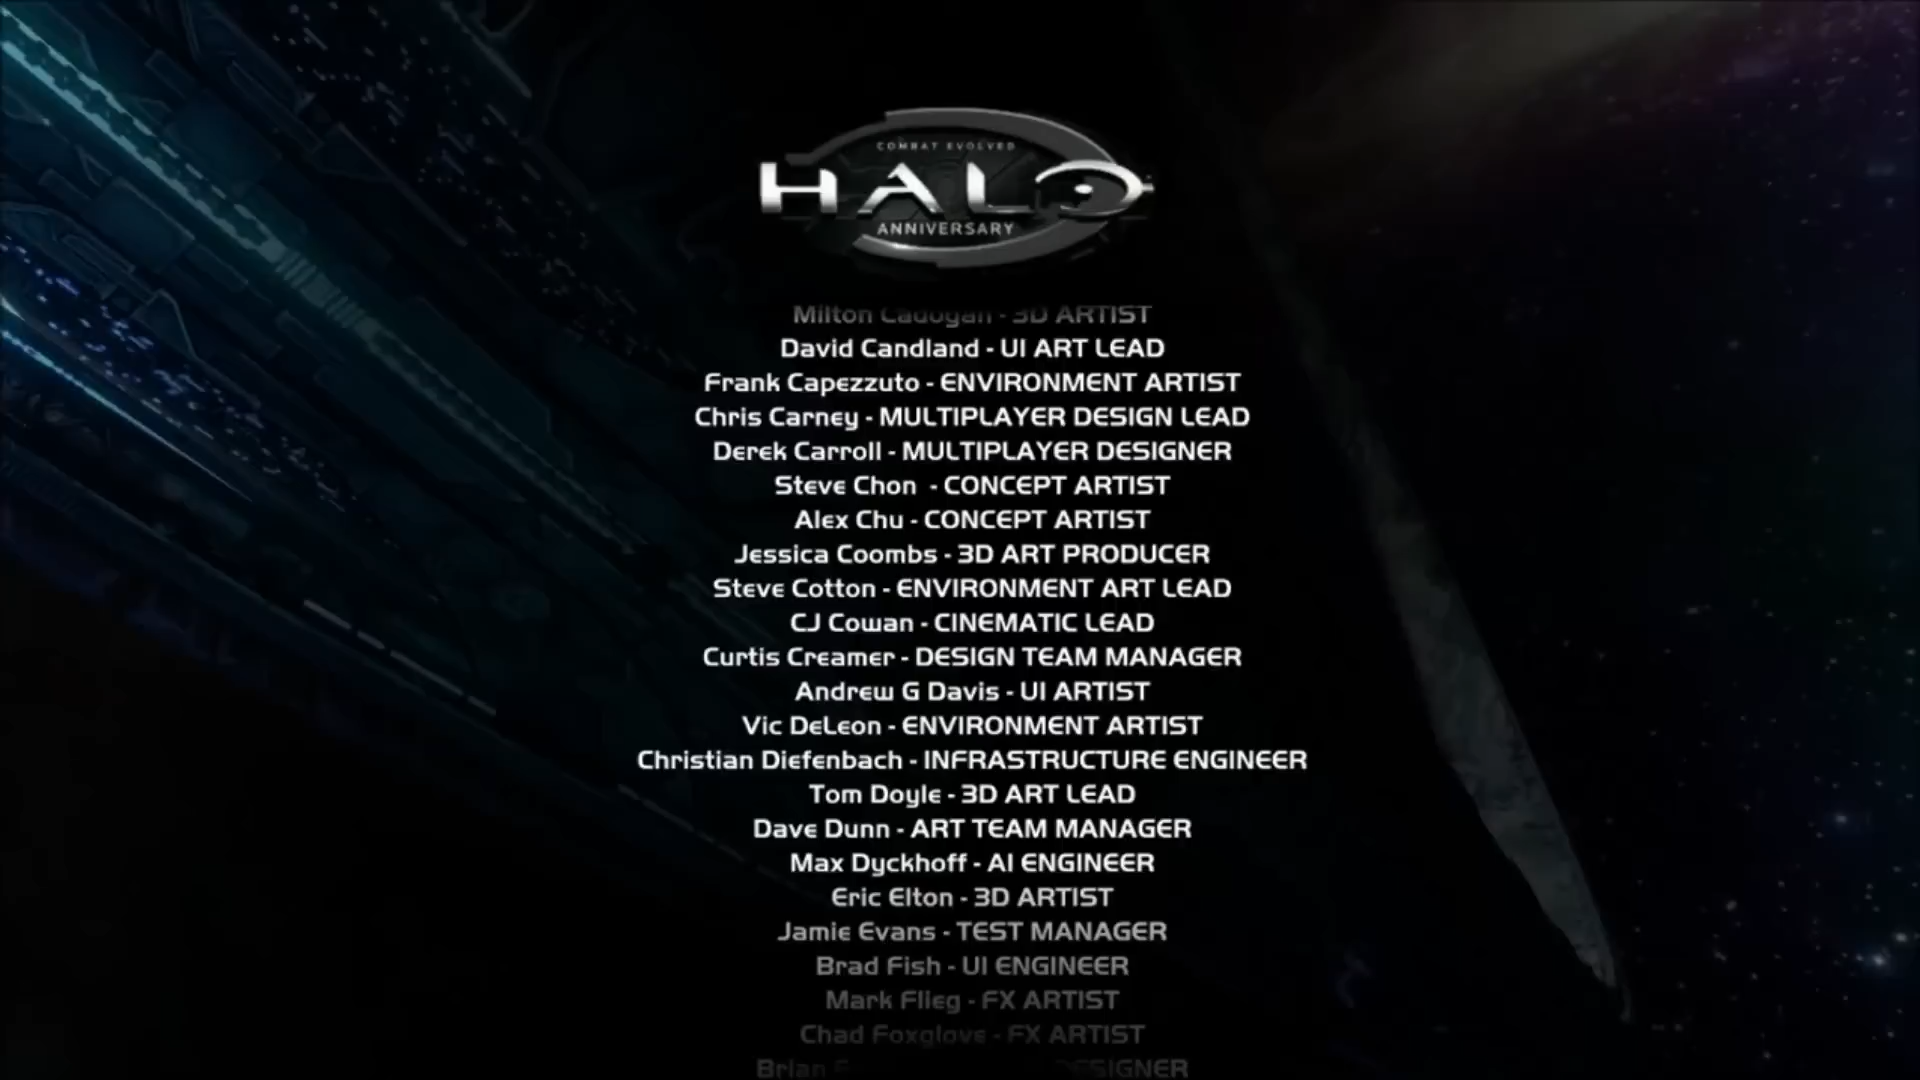 COMBAT EVOLVED
HALO
ANNIVERSARY
Milton Cadogan - 3D ARTIST
David Candland - UI ART LEAD
Frank Capezzuto - ENVIRONMENT ARTIST
Chris Carney - MULTIPLAYER DESIGN LEAD
Derek Carroll - MULTIPLAYER DESIGNER
Steve Chon - CONCEPT ARTIST
Alex Chu - CONCEPT ARTIST
Jessica Coombs - 3D ART PRODUCER
Steve Cotton - ENVIRONMENT ART LEAD
CJ Cowan - CINEMATIC LEAD
Curtis Creamer - DESIGN TEAM MANAGER
Andrew G Davis - UI ARTIST
Vic DeLeon - ENVIRONMENT ARTIST
Christian Diefenbach - INFRASTRUCTURE ENGINEER
Tom Doyle - 3D ART LEAD
Dave Dunn - ART TEAM MANAGER
Max Dyckhoff - AI ENGINEER
Eric Elton - 3D ARTIST
Jamie Evans - TEST MANAGER
Brad Fish - UI ENGINEER
Mark Flieg - FX ARTIST
Chad Foxglove - FX ARTIST
Brian